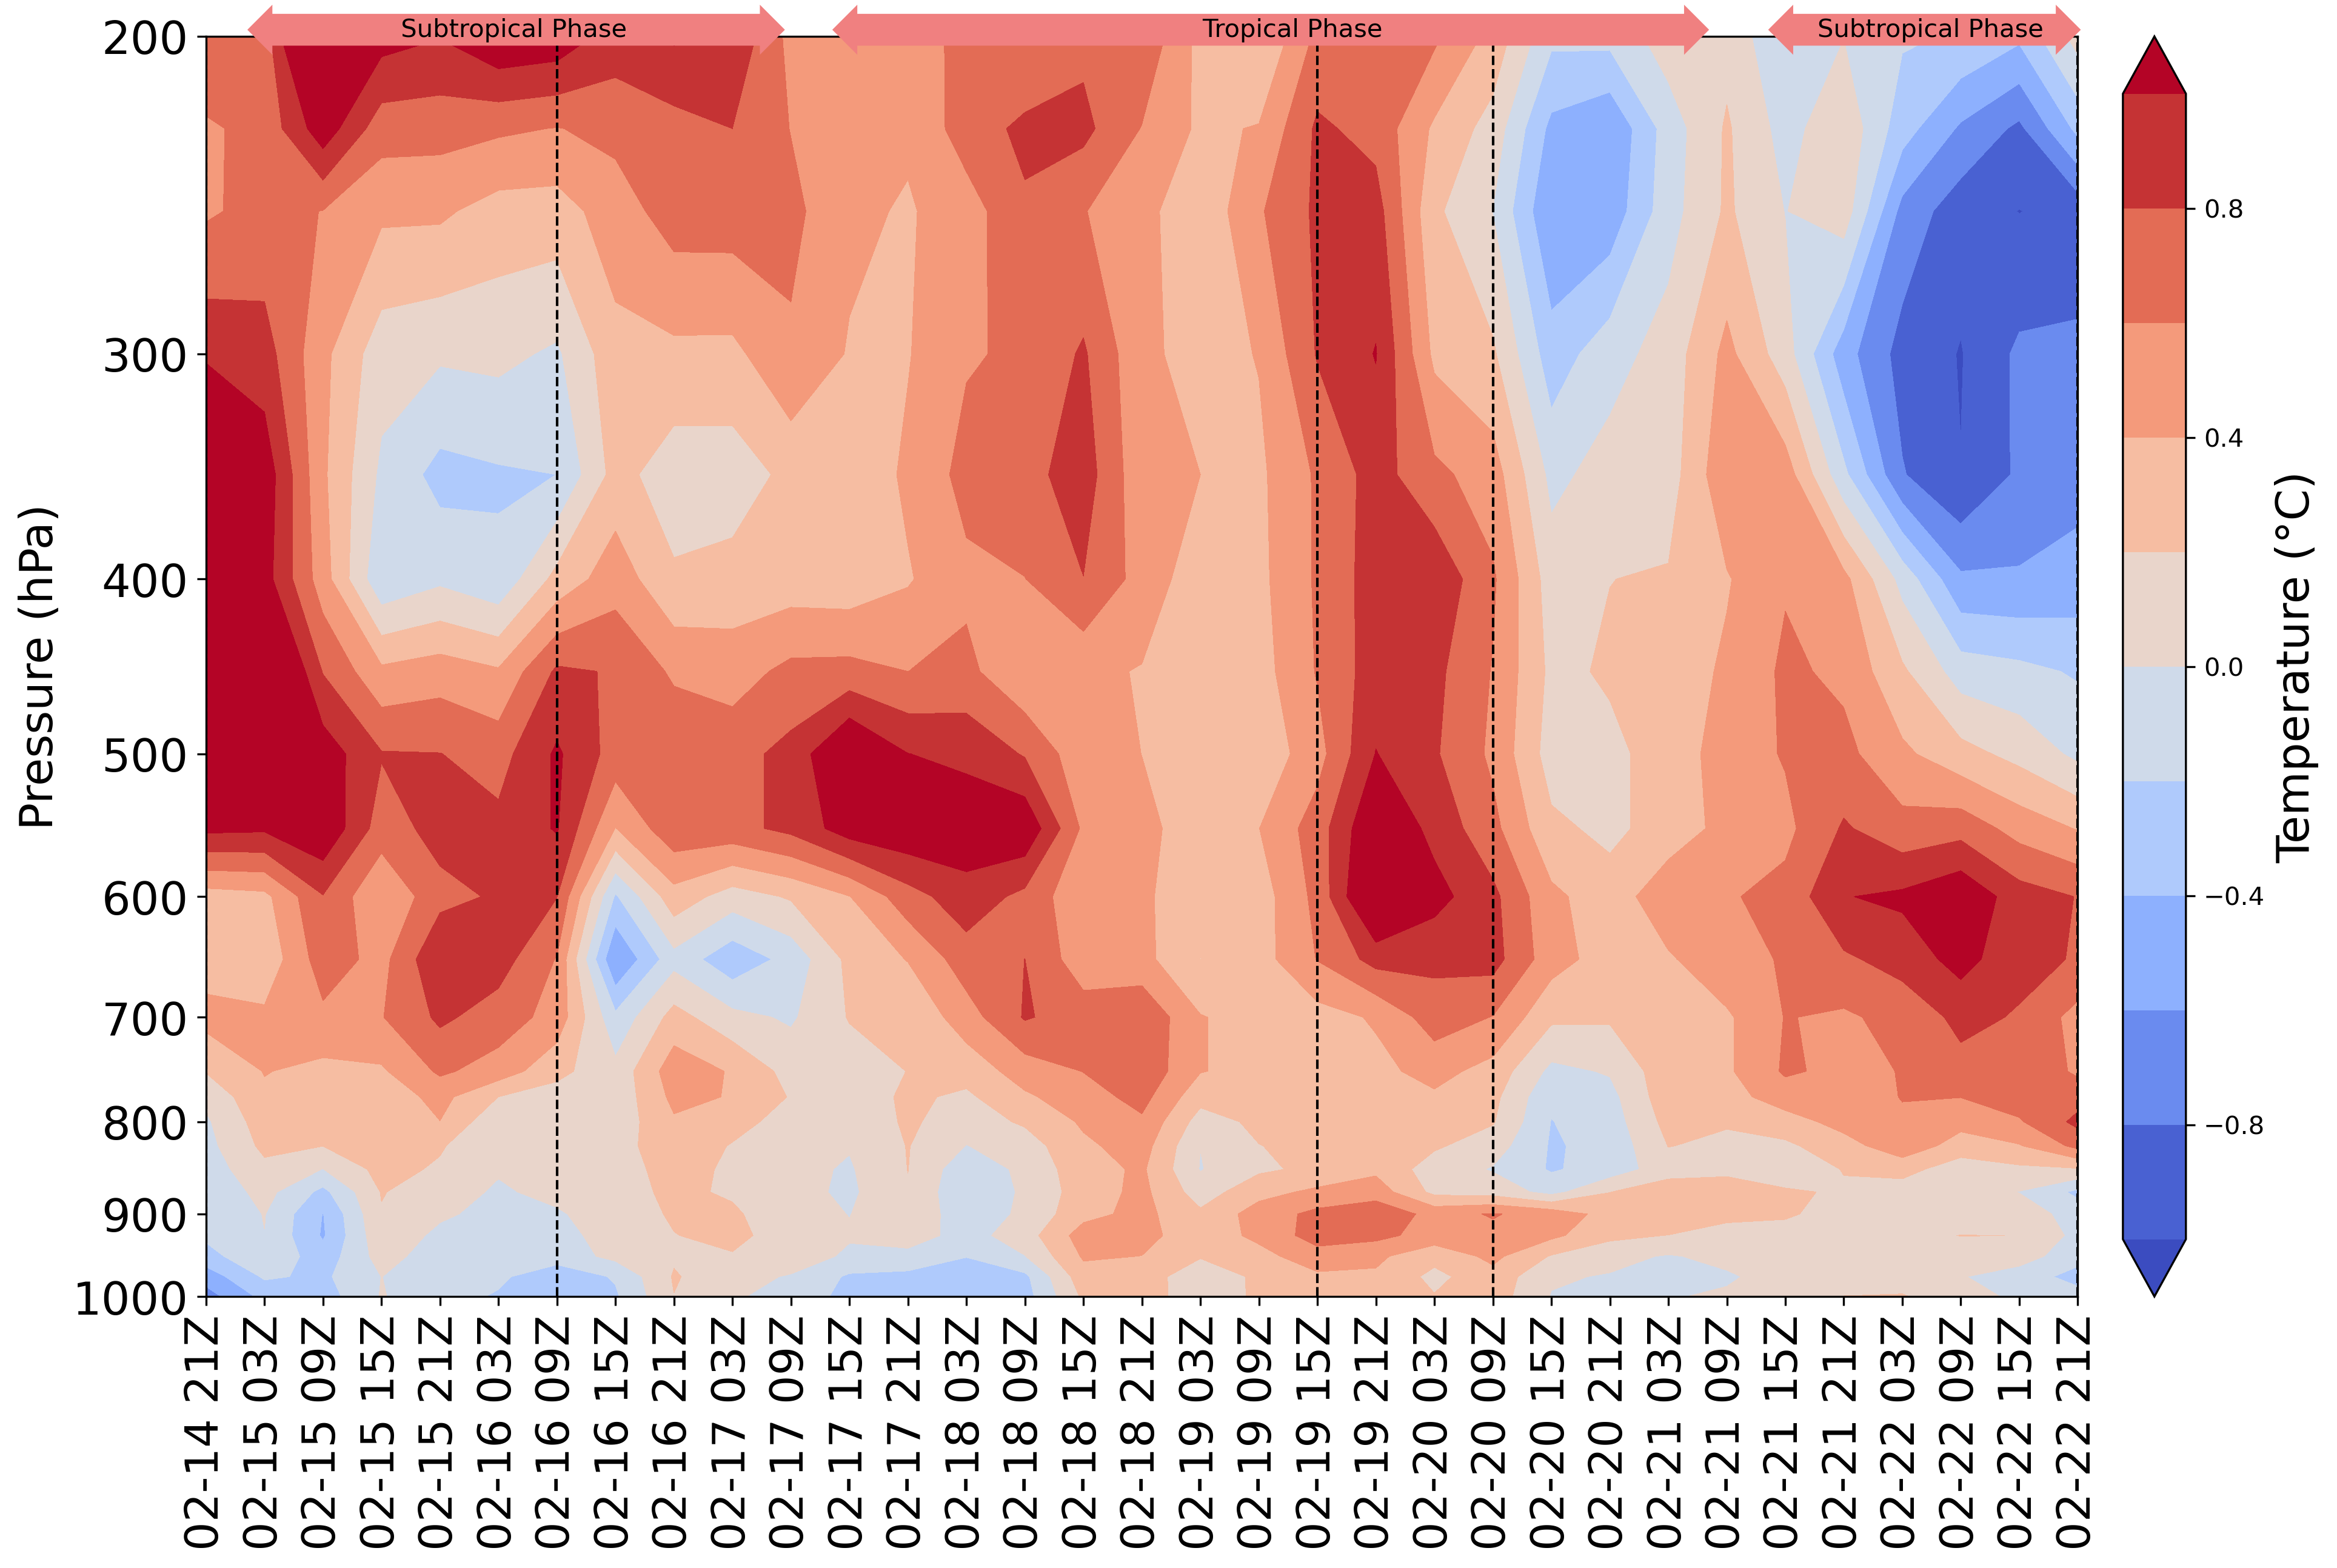 Subtropical Phase
Tropical Phase
Subtropical Phase
Pressure (hPa)
200
300
400
500
600
700
800
900
1000
02-14 21Z
02-15 03Z
02-15 09Z
02-15 15Z
02-15 21Z
02-16 03Z
02-16 09Z
02-16 15Z
02-16 21Z
02-17 03Z
02-17 09Z
02-17 15Z
02-17 21Z
02-18 03Z
02-18 09Z
02-18 15Z
02-18 21Z
02-19 03Z
02-19 09Z
02-19 15Z
02-19 21Z
02-20 03Z
02-20 09Z
02-20 15Z
02-20 21Z
02-21 03Z
02-21 09Z
02-21 15Z
02-21 21Z
02-22 03Z
02-22 09Z
02-22 15Z
02-22 21Z
0.8
0.4
0.0
−0.4
−0.8
Temperature (°C)